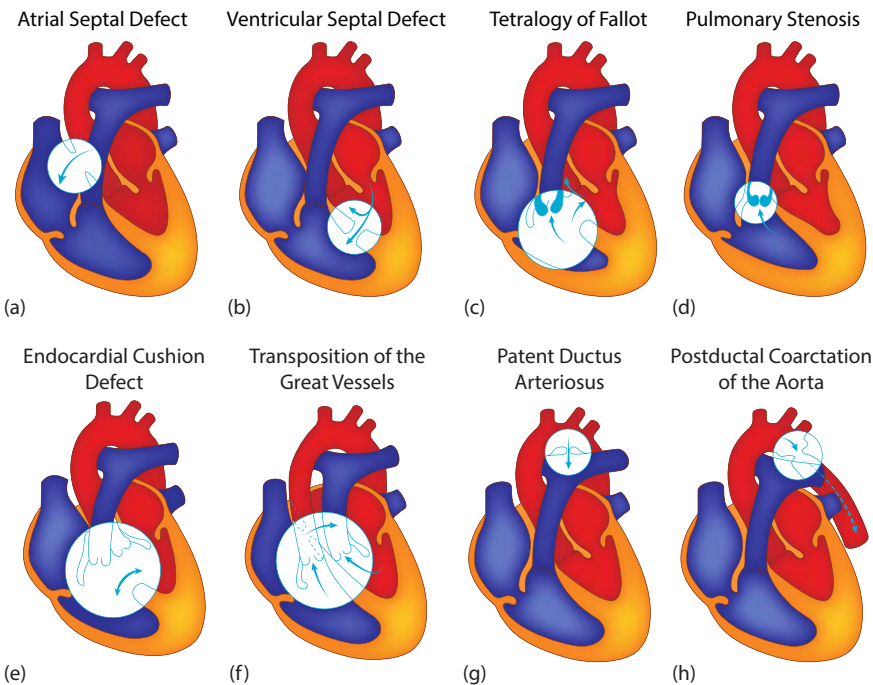 Atrial Septal Defect
Ventricular Septal Defect
Tetralogy of Fallot
Pulmonary Stenosis
(a)
(b)
(c)
(d)
Endocardial Cushion
Defect
Transposition of the
Great Vessels
Patent Ductus
Arteriosus
Postductal Coarctation
of the Aorta
(e)
(f)
(g)
(h)